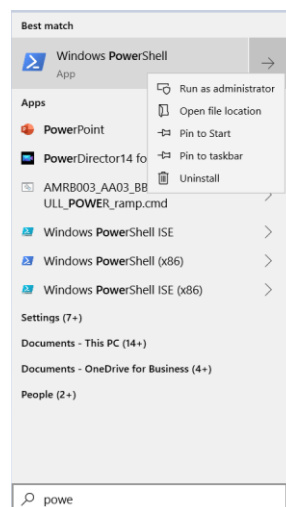 Best match
Windows PowerShell
App
Run as administrator
Open file location
Pin to Start
Pin to taskbar
Uninstall
Apps
PowerPoint
PowerDirector14 fo
AMRB003_AA03_BB
ULL_POWER_ramp.cmd
Windows PowerShell ISE
Windows PowerShell (x86)
Windows PowerShell ISE (x86)
Settings (7+)
Documents - This PC (14+)
Documents - OneDrive for Business (4+)
People (2+)
powe